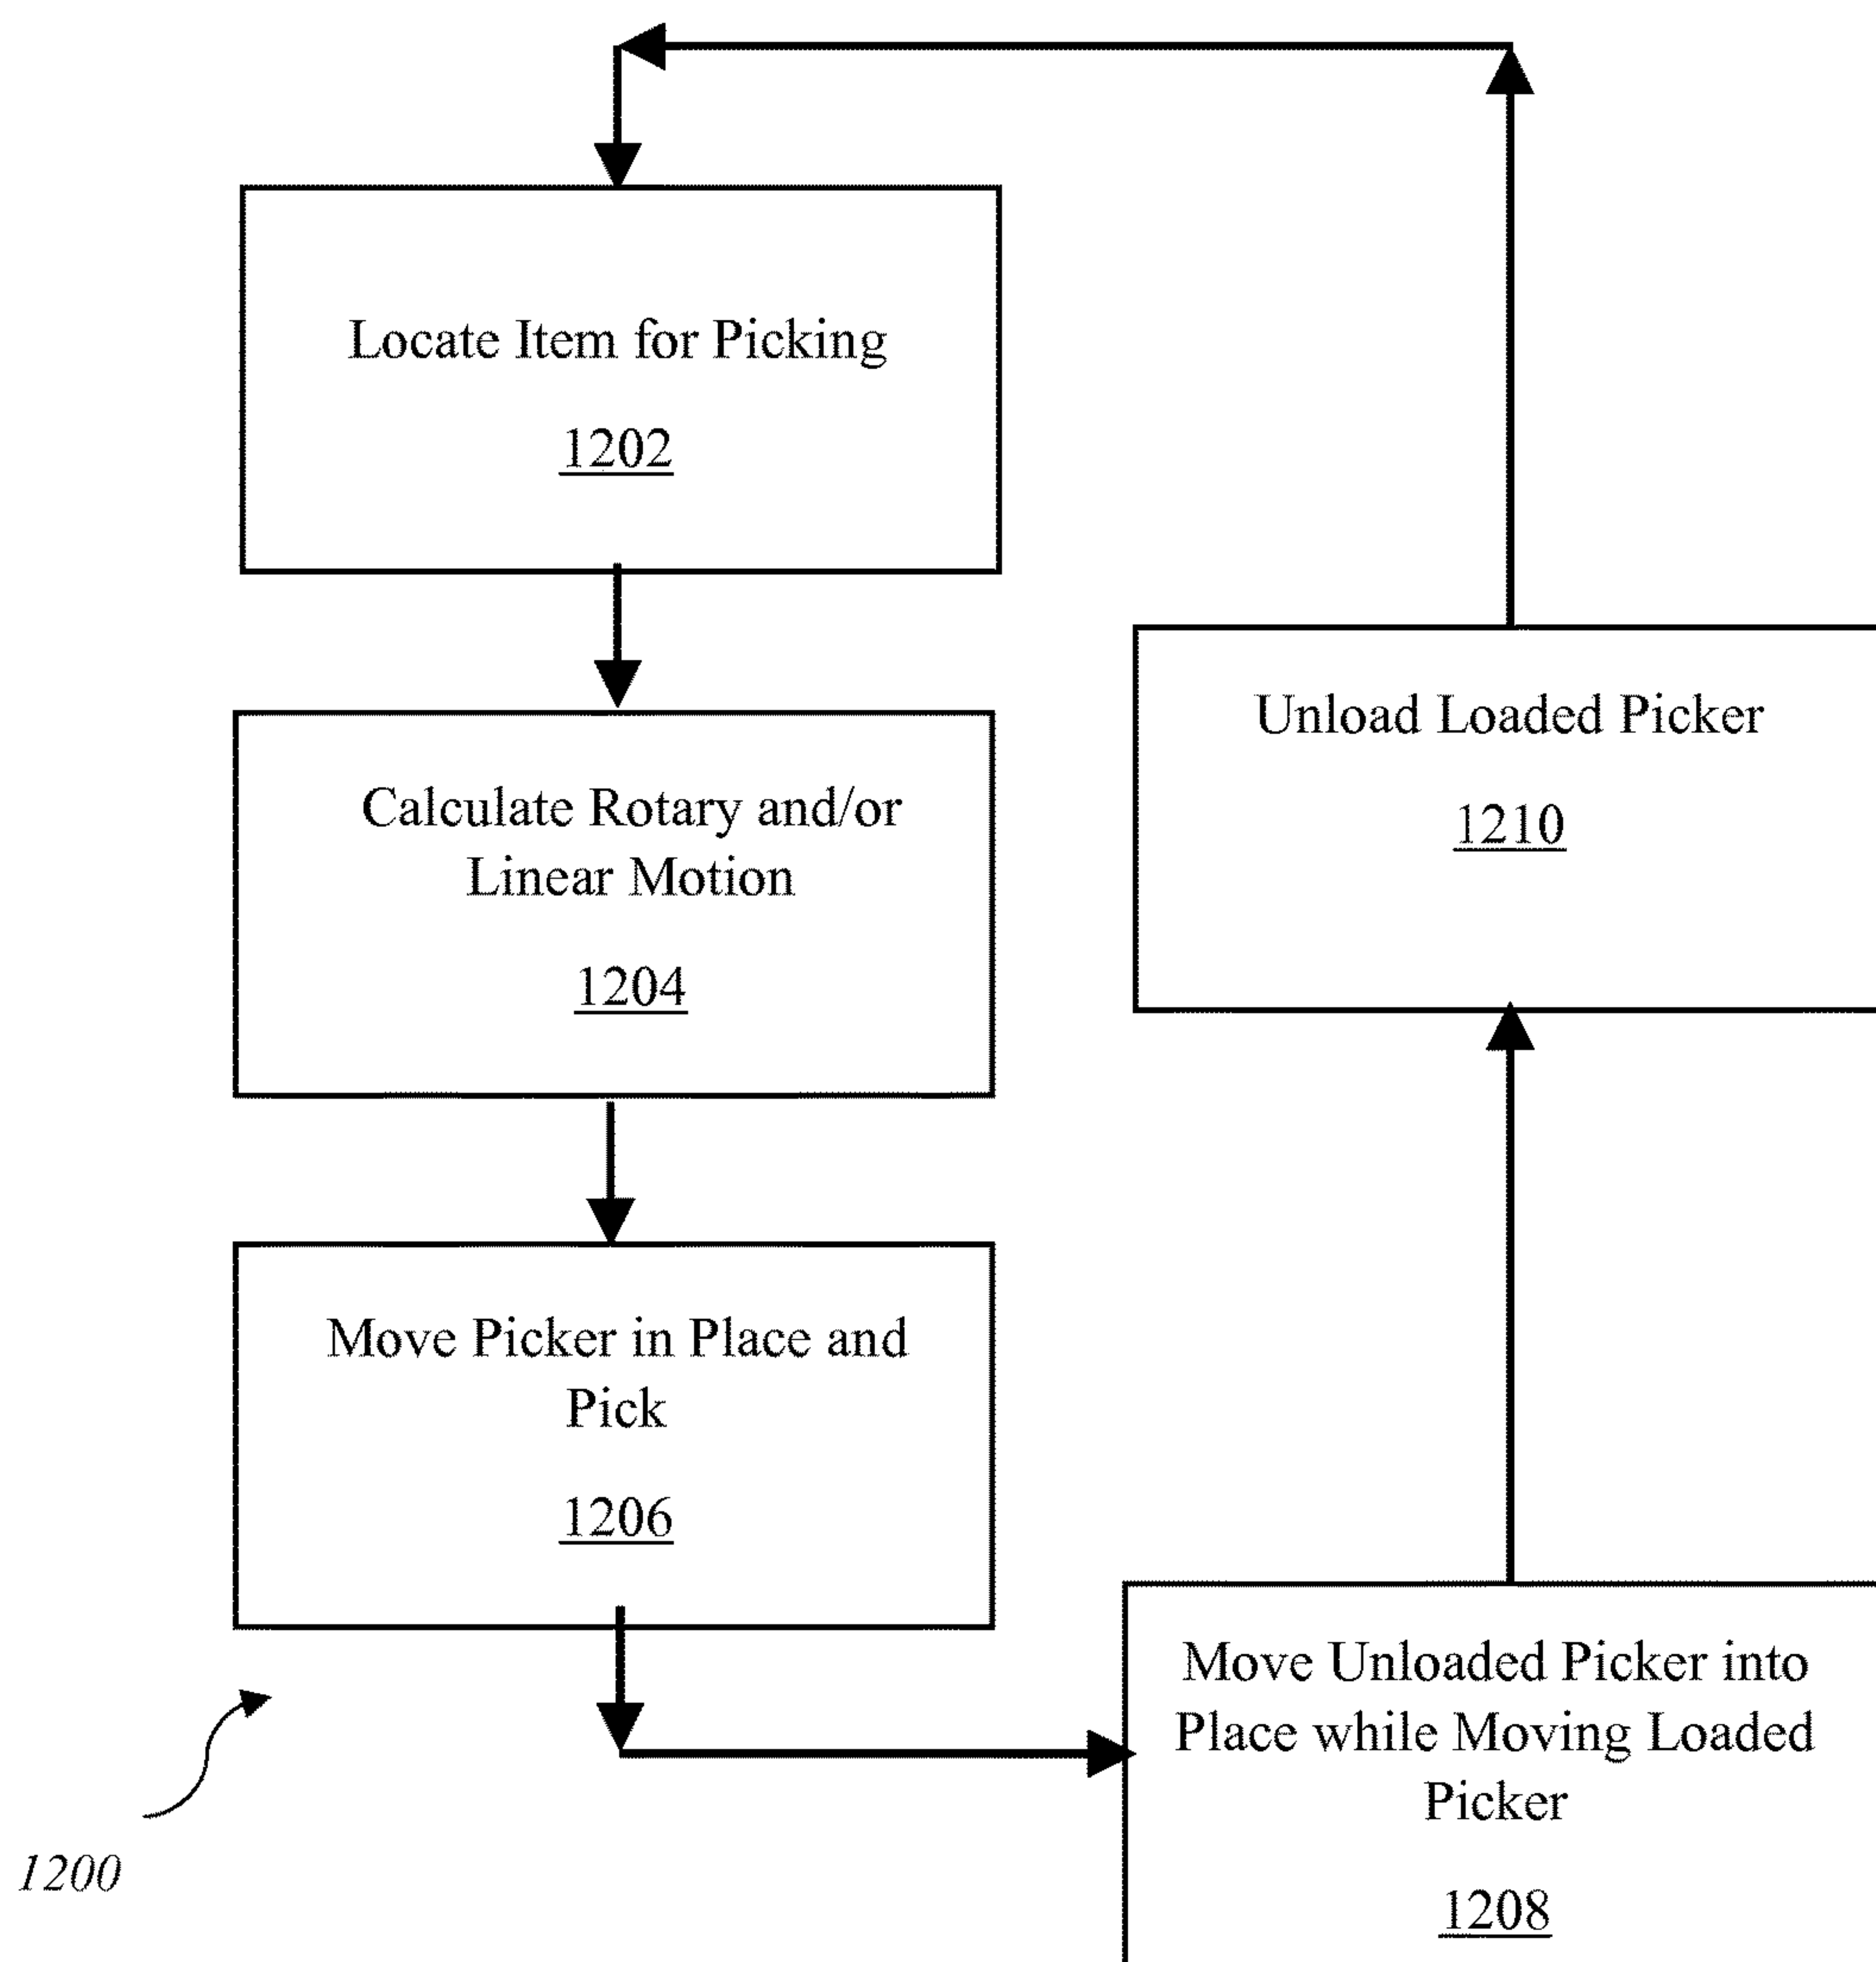 Locate Item for Picking
1202
Calculate Rotary and/or
Linear Motion
1204
Move Picker in Place and
Pick
1206
Move Unloaded Picker into
Place while Moving Loaded
Picker
1208
Unload Loaded Picker
1210
1200